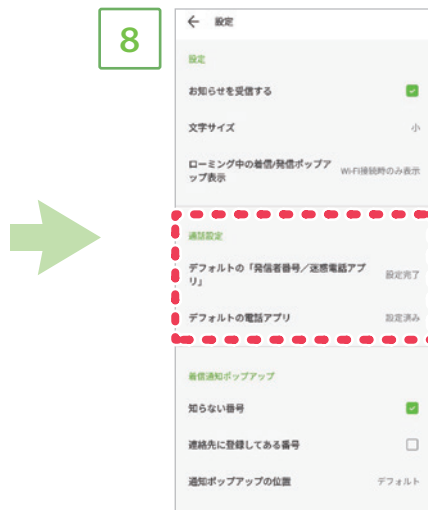 8
← 設定
設定
お知らせを受信する
文字サイズ 小
ローミング中の着信/発信ポップア
ップ表示 Wi-Fi接続時のみ表示
通話設定
デフォルトの「発信者番号／迷惑電話アプ
リ」 設定完了
デフォルトの電話アプリ 設定済み
着信通知ポップアップ
知らない番号
連絡先に登録してある番号
通知ポップアップの位置 デフォルト